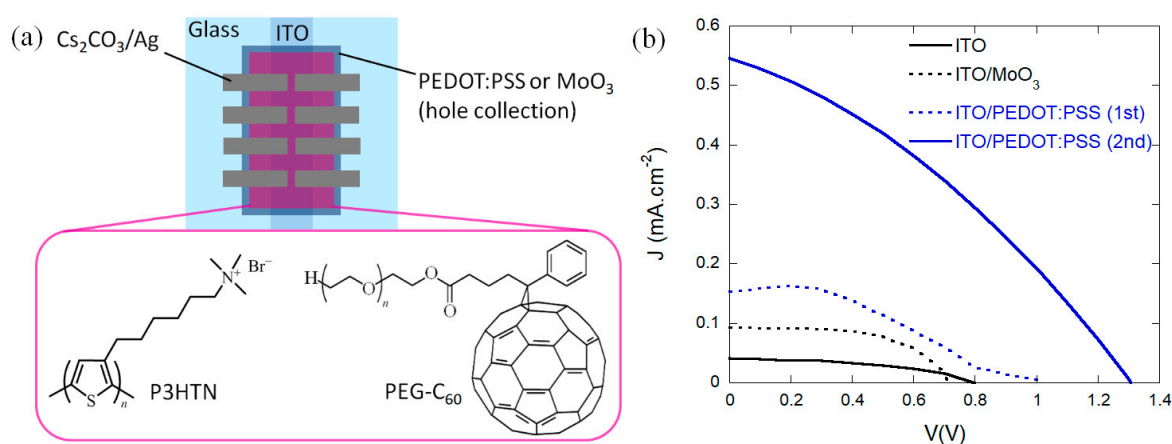 (a)
Cs₂CO₃/Ag
Glass
ITO
PEDOT:PSS or MoO₃
(hole collection)
N⁺ Br⁻
S
n
P3HTN
H
O
n
O
O
PEG-C₆₀
(b)
0.6
0.5
0.4
0.3
0.2
0.1
0
J (mA.cm⁻²)
ITO
ITO/MoO₃
ITO/PEDOT:PSS (1st)
ITO/PEDOT:PSS (2nd)
0.0 0.2 0.4 0.6 0.8 1 1.2 1.4
V(V)